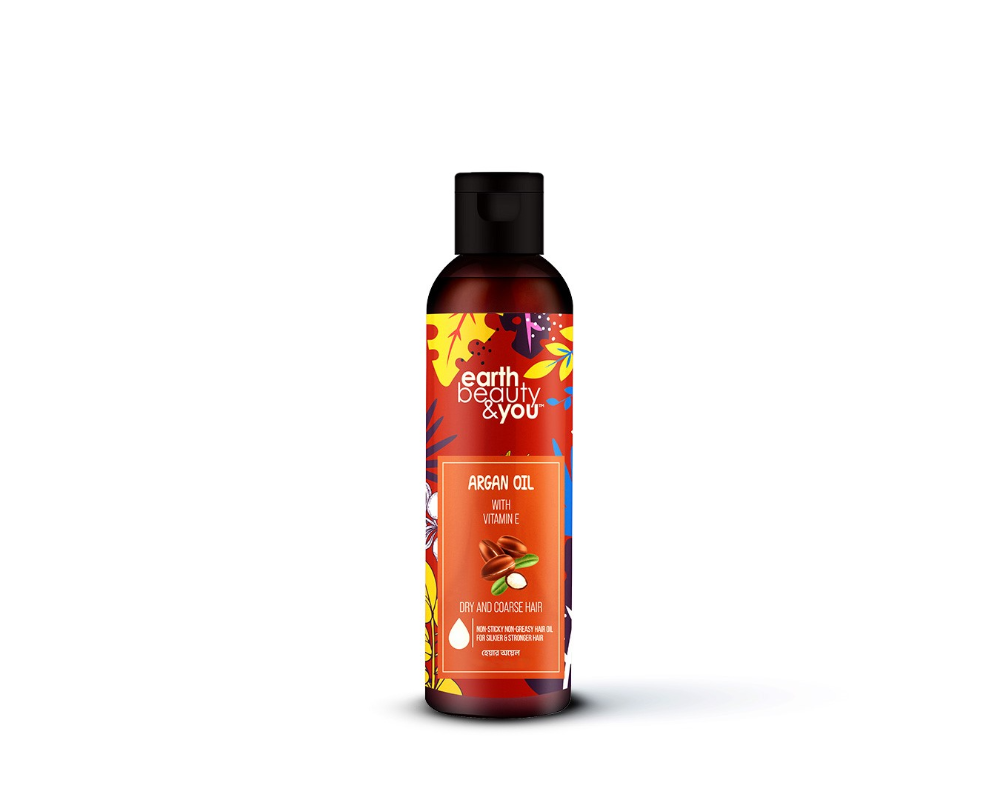 earth
beauty
&you™
ARGAN OIL
WITH
VITAMIN E
DRY AND COARSE HAIR
NON-STICKY NON-GREASY HAIR OIL
FOR SILKIER & STRONGER HAIR
হেয়ার অয়েল